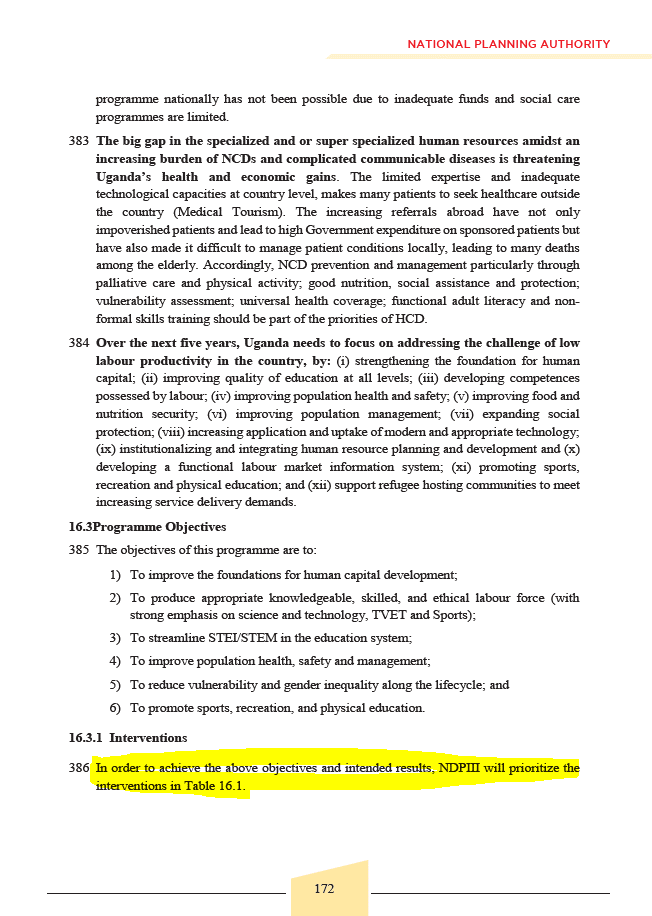 NATIONAL PLANNING AUTHORITY
programme nationally has not been possible due to inadequate funds and social care
programmes are limited.
383 The big gap in the specialized and or super specialized human resources amidst an
increasing burden of NCDs and complicated communicable diseases is threatening
Uganda’s health and economic gains. The limited expertise and inadequate
technological capacities at country level, makes many patients to seek healthcare outside
the country (Medical Tourism). The increasing referrals abroad have not only
impoverished patients and lead to high Government expenditure on sponsored patients but
have also made it difficult to manage patient conditions locally, leading to many deaths
among the elderly. Accordingly, NCD prevention and management particularly through
palliative care and physical activity; good nutrition, social assistance and protection;
vulnerability assessment; universal health coverage; functional adult literacy and non-
formal skills training should be part of the priorities of HCD.
384 Over the next five years, Uganda needs to focus on addressing the challenge of low
labour productivity in the country, by: (i) strengthening the foundation for human
capital; (ii) improving quality of education at all levels; (iii) developing competences
possessed by labour; (iv) improving population health and safety; (v) improving food and
nutrition security; (vi) improving population management; (vii) expanding social
protection; (viii) increasing application and uptake of modern and appropriate technology;
(ix) institutionalizing and integrating human resource planning and development and (x)
developing a functional labour market information system; (xi) promoting sports,
recreation and physical education; and (xii) support refugee hosting communities to meet
increasing service delivery demands.
16.3Programme Objectives
385 The objectives of this programme are to:
1) To improve the foundations for human capital development;
2) To produce appropriate knowledgeable, skilled, and ethical labour force (with
strong emphasis on science and technology, TVET and Sports);
3) To streamline STEI/STEM in the education system;
4) To improve population health, safety and management;
5) To reduce vulnerability and gender inequality along the lifecycle; and
6) To promote sports, recreation, and physical education.
16.3.1 Interventions
386 In order to achieve the above objectives and intended results, NDPIII will prioritize the
interventions in Table 16.1.
172